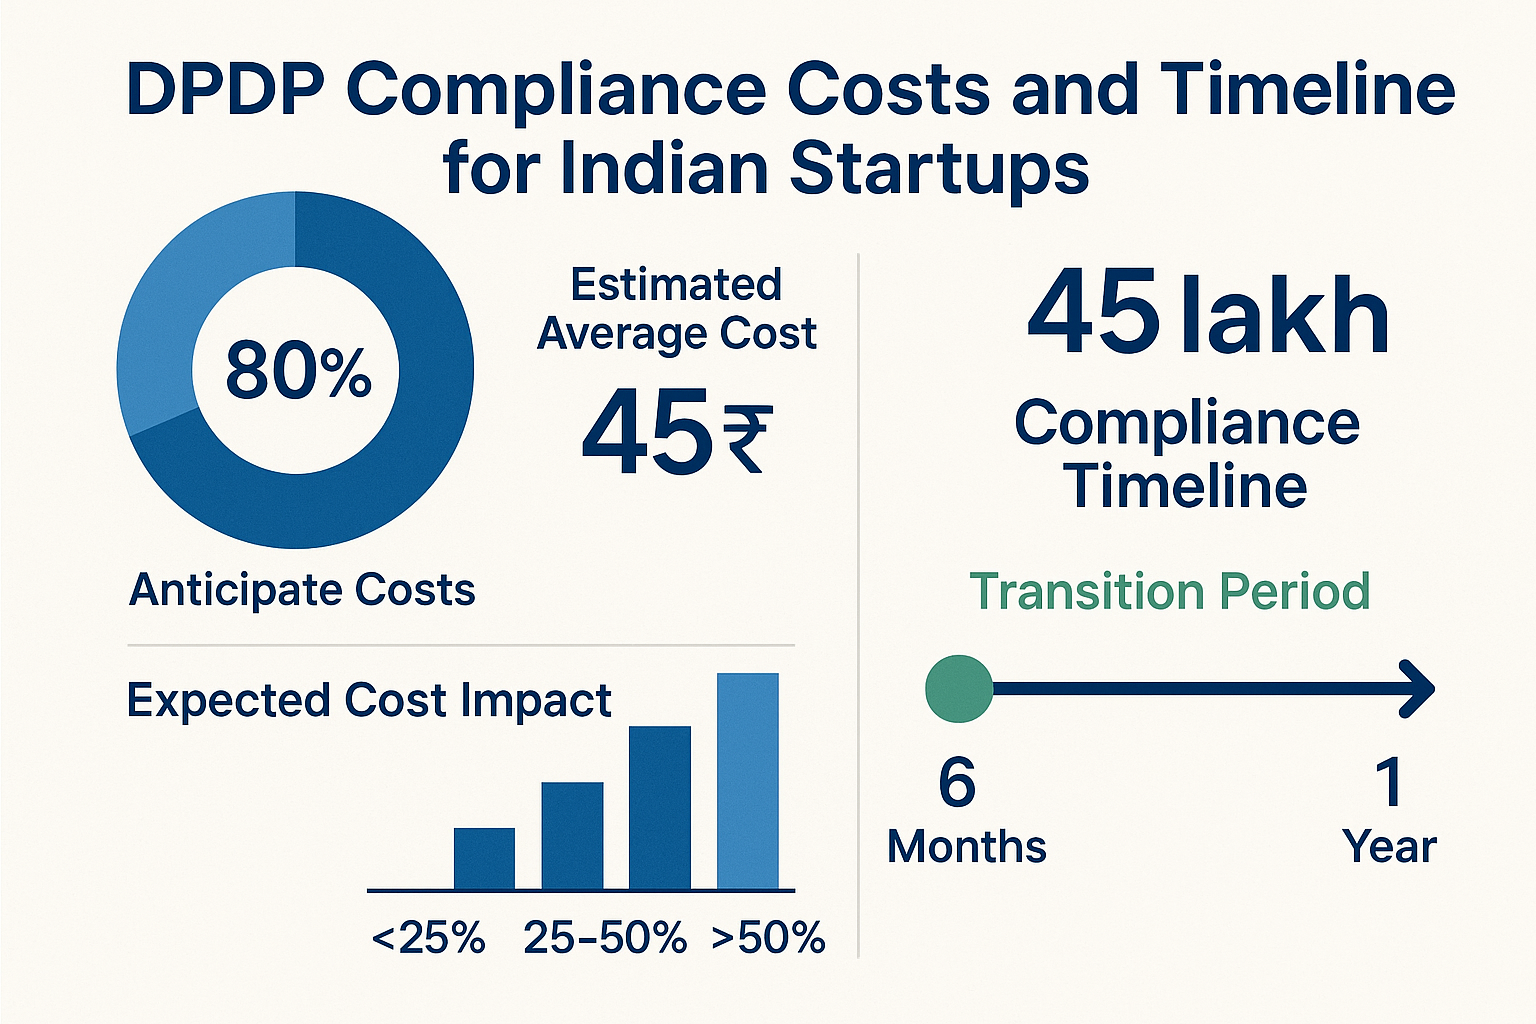 DPDP Compliance Costs and Timeline
for Indian Startups
80%
Anticipate Costs
Estimated
Average Cost
45₹
Expected Cost Impact
<25%
25–50%
>50%
45 lakh
Compliance
Timeline
Transition Period
6
Months
1
Year